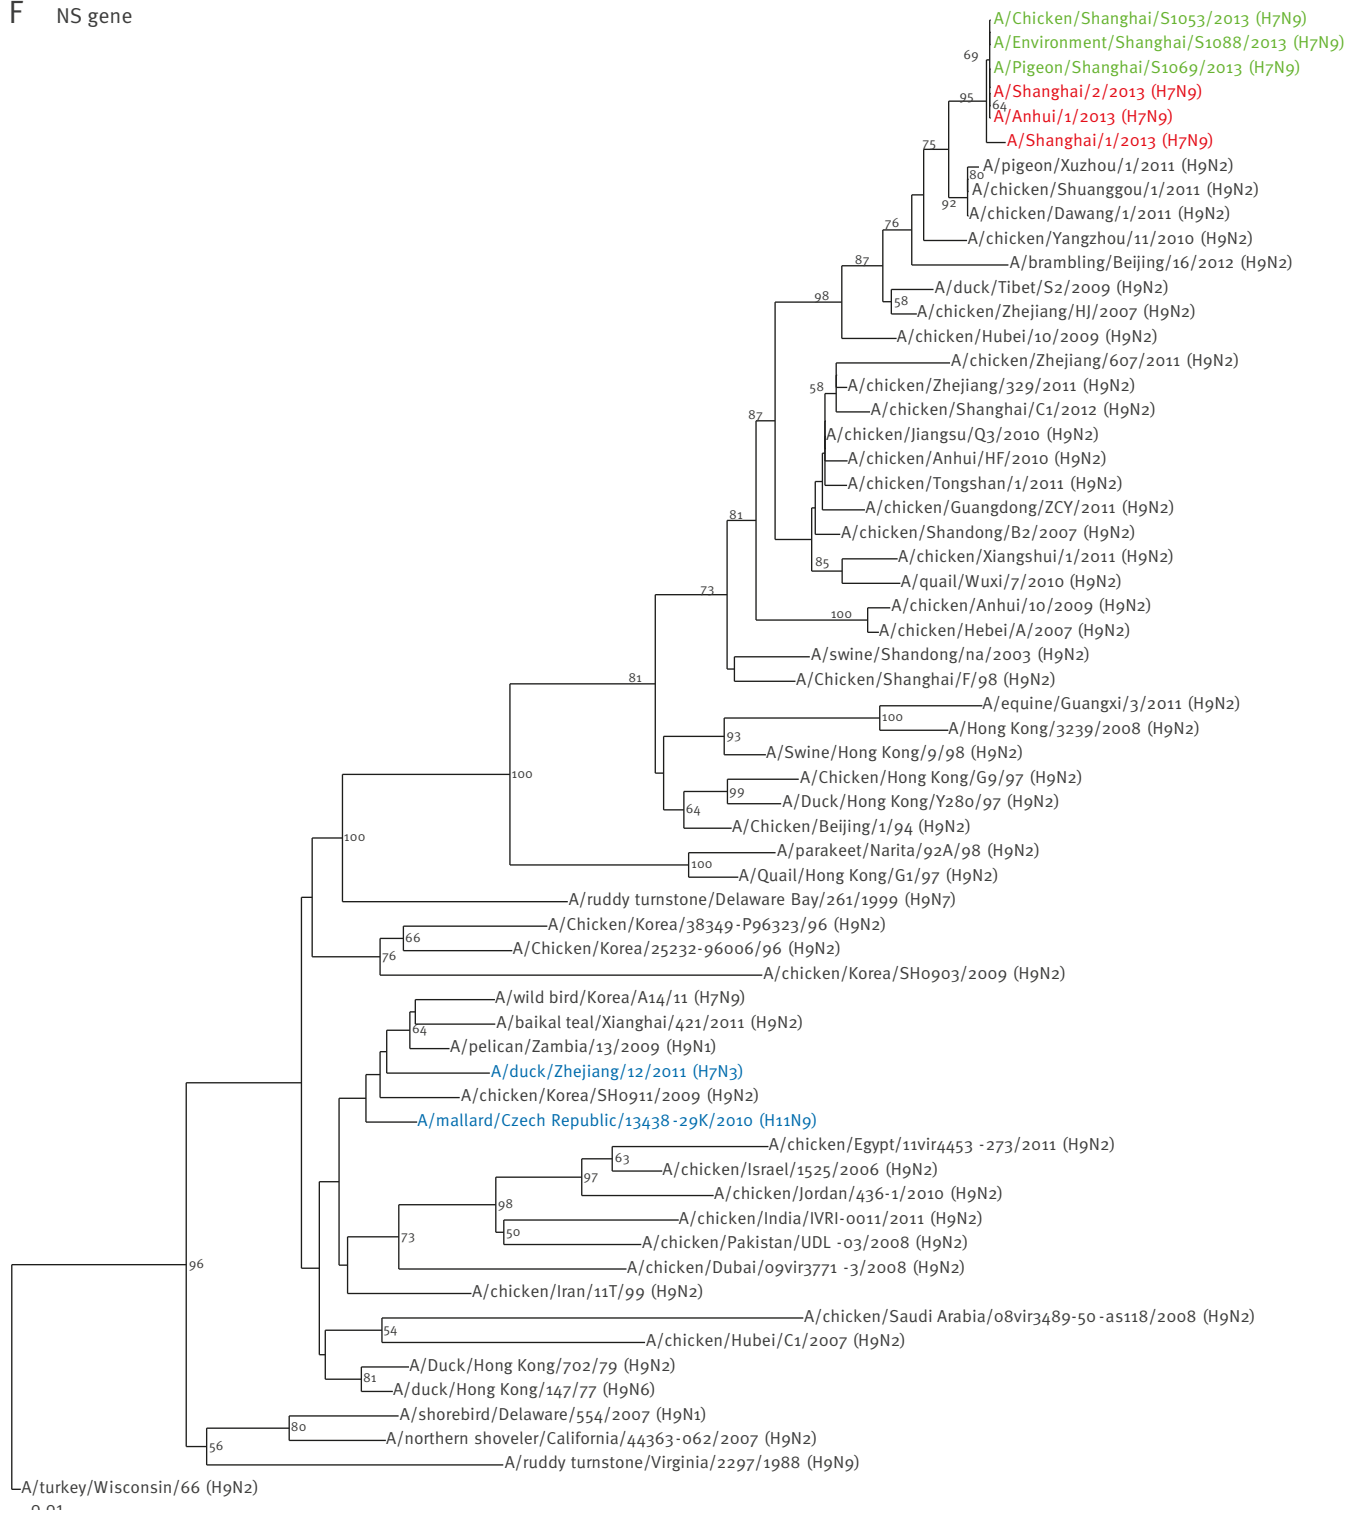 F NS gene
A/Chicken/Shanghai/S1053/2013 (H7N9)
A/Environment/Shanghai/S1088/2013 (H7N9)
69
A/Pigeon/Shanghai/S1069/2013 (H7N9)
A/Shanghai/2/2013 (H7N9)
95
64
A/Anhui/1/2013 (H7N9)
A/Shanghai/1/2013 (H7N9)
75
A/pigeon/Xuzhou/1/2011 (H9N2)
80
A/chicken/Shuanggou/1/2011 (H9N2)
92
A/chicken/Dawang/1/2011 (H9N2)
76
A/chicken/Yangzhou/11/2010 (H9N2)
87
A/brambling/Beijing/16/2012 (H9N2)
A/duck/Tibet/S2/2009 (H9N2)
98
58
A/chicken/Zhejiang/HJ/2007 (H9N2)
A/chicken/Hubei/10/2009 (H9N2)
A/chicken/Zhejiang/607/2011 (H9N2)
58
A/chicken/Zhejiang/329/2011 (H9N2)
A/chicken/Shanghai/C1/2012 (H9N2)
87
A/chicken/Jiangsu/Q3/2010 (H9N2)
A/chicken/Anhui/HF/2010 (H9N2)
A/chicken/Tongshan/1/2011 (H9N2)
A/chicken/Guangdong/ZCY/2011 (H9N2)
81
A/chicken/Shandong/B2/2007 (H9N2)
A/chicken/Xiangshui/1/2011 (H9N2)
85
A/quail/Wuxi/7/2010 (H9N2)
73
A/chicken/Anhui/10/2009 (H9N2)
100
A/chicken/Hebei/A/2007 (H9N2)
A/swine/Shandong/na/2003 (H9N2)
81
A/Chicken/Shanghai/F/98 (H9N2)
A/equine/Guangxi/3/2011 (H9N2)
100
A/Hong Kong/3239/2008 (H9N2)
93
A/Swine/Hong Kong/9/98 (H9N2)
100
A/Chicken/Hong Kong/G9/97 (H9N2)
99
A/Duck/Hong Kong/Y280/97 (H9N2)
64
A/Chicken/Beijing/1/94 (H9N2)
100
A/parakeet/Narita/92A/98 (H9N2)
100
A/Quail/Hong Kong/G1/97 (H9N2)
A/ruddy turnstone/Delaware Bay/261/1999 (H9N7)
A/Chicken/Korea/38349-P96323/96 (H9N2)
66
A/Chicken/Korea/25232-96006/96 (H9N2)
76
A/chicken/Korea/SH0903/2009 (H9N2)
A/wild bird/Korea/A14/11 (H7N9)
A/baikal teal/Xianghai/421/2011 (H9N2)
64
A/pelican/Zambia/13/2009 (H9N1)
A/duck/Zhejiang/12/2011 (H7N3)
A/chicken/Korea/SH0911/2009 (H9N2)
A/mallard/Czech Republic/13438-29K/2010 (H11N9)
A/chicken/Egypt/11vir4453 -273/2011 (H9N2)
63
A/chicken/Israel/1525/2006 (H9N2)
97
A/chicken/Jordan/436-1/2010 (H9N2)
98
A/chicken/India/IVRI-0011/2011 (H9N2)
50
73
A/chicken/Pakistan/UDL -03/2008 (H9N2)
96
A/chicken/Dubai/09vir3771 -3/2008 (H9N2)
A/chicken/Iran/11T/99 (H9N2)
A/chicken/Saudi Arabia/08vir3489-50 -as118/2008 (H9N2)
54
A/chicken/Hubei/C1/2007 (H9N2)
A/Duck/Hong Kong/702/79 (H9N2)
81
A/duck/Hong Kong/147/77 (H9N6)
A/shorebird/Delaware/554/2007 (H9N1)
80
A/northern shoveler/California/44363-062/2007 (H9N2)
56
A/ruddy turnstone/Virginia/2297/1988 (H9N9)
A/turkey/Wisconsin/66 (H9N2)
0.01